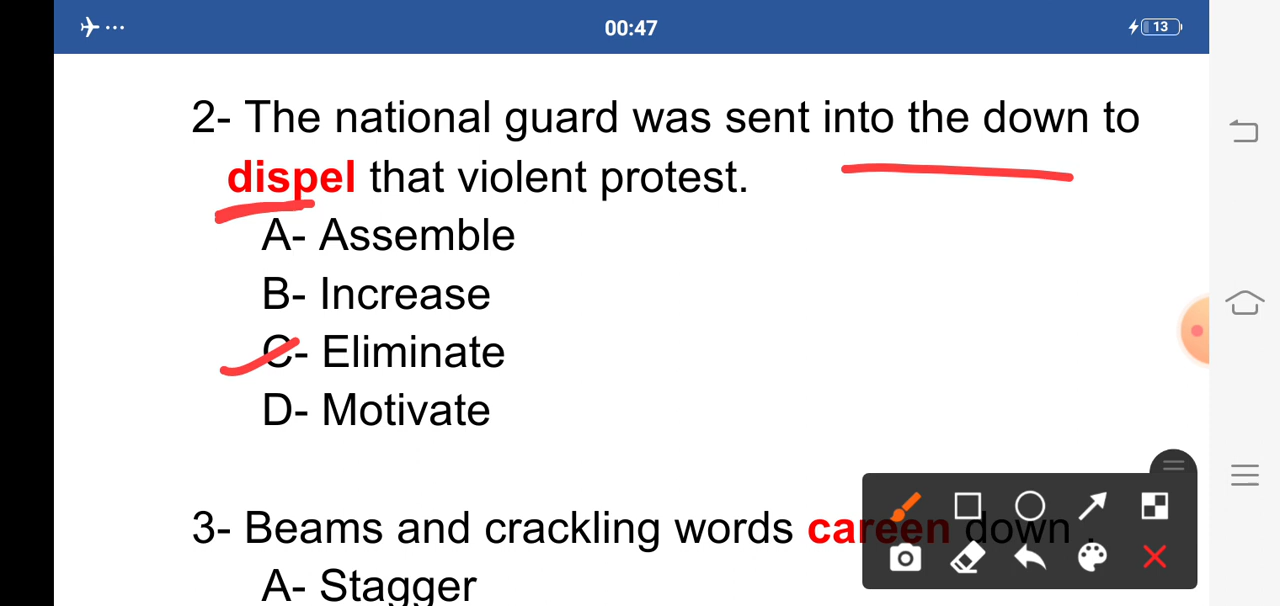 00:47
13
2- The national guard was sent into the down to
dispel that violent protest.
A- Assemble
B- Increase
C- Eliminate
D- Motivate
3- Beams and crackling words careen down .
A- Stagger